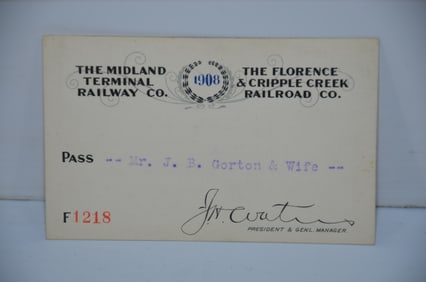 THE MIDLAND
TERMINAL
RAILWAY CO.
1908
THE FLORENCE
& CRIPPLE CREEK
RAILROAD CO.
PASS -- Mr. J. B. Gorton & Wife --
F1218
J.H. Waters
PRESIDENT & GENL. MANAGER.